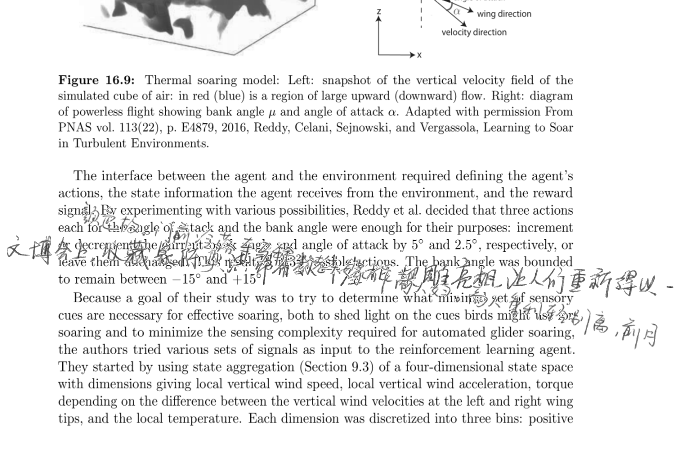 wing direction
α
velocity direction
z
x
Figure 16.9: Thermal soaring model: Left: snapshot of the vertical velocity field of the
simulated cube of air: in red (blue) is a region of large upward (downward) flow. Right: diagram
of powerless flight showing bank angle μ and angle of attack α. Adapted with permission From
PNAS vol. 113(22), p. E4879, 2016, Reddy, Celani, Sejnowski, and Vergassola, Learning to Soar
in Turbulent Environments.
The interface between the agent and the environment required defining the agent's
actions, the state information the agent receives from the environment, and the reward
signal. By experimenting with various possibilities, Reddy et al. decided that three actions
each for the angle of attack and the bank angle were enough for their purposes: increment
or decrement the current bank angle and angle of attack by 5° and 2.5°, respectively, or
leave them unchanged. This resulted in possible actions. The bank angle was bounded
to remain between −15° and +15°.
文博会上,收藏
亮相,让人们重新得以一
剥离,前月
Because a goal of their study was to try to determine what minimal set of sensory
cues are necessary for effective soaring, both to shed light on the cues birds might use for
soaring and to minimize the sensing complexity required for automated glider soaring,
the authors tried various sets of signals as input to the reinforcement learning agent.
They started by using state aggregation (Section 9.3) of a four-dimensional state space
with dimensions giving local vertical wind speed, local vertical wind acceleration, torque
depending on the difference between the vertical wind velocities at the left and right wing
tips, and the local temperature. Each dimension was discretized into three bins: positive